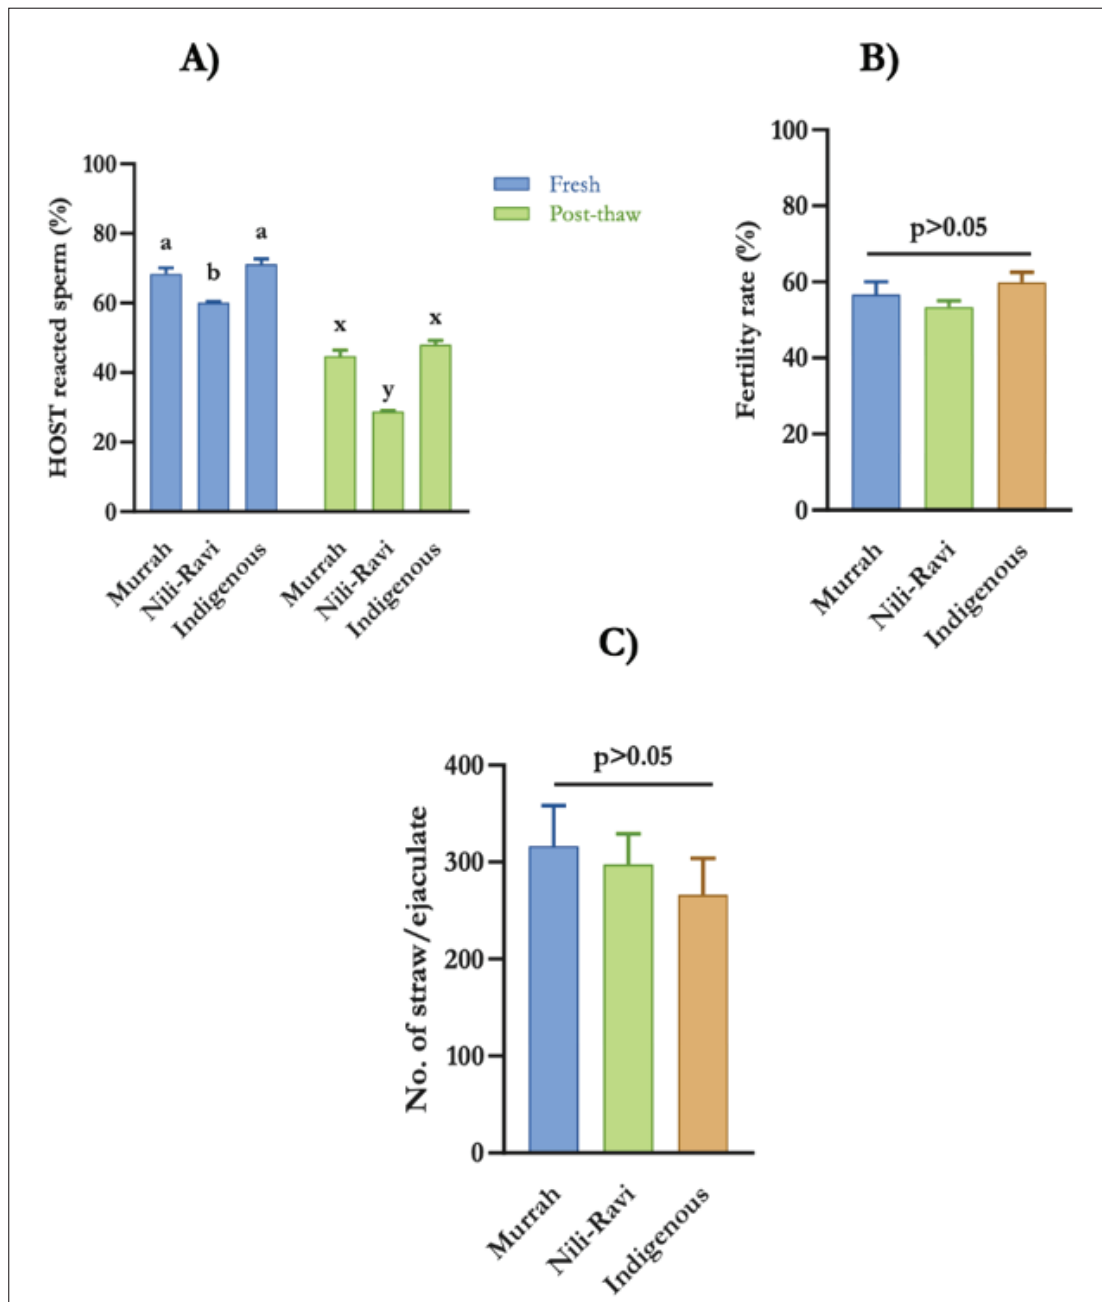 A)
HOST reacted sperm (%)
100
80
60
40
20
0
a
b
a
x
y
x
Murrah
Nili-Ravi
Indigenous
Murrah
Nili-Ravi
Indigenous
Fresh
Post-thaw
B)
Fertility rate (%)
100
80
60
40
20
0
p>0.05
Murrah
Nili-Ravi
Indigenous
C)
No. of straw/ejaculate
400
300
200
100
0
p>0.05
Murrah
Nili-Ravi
Indigenous